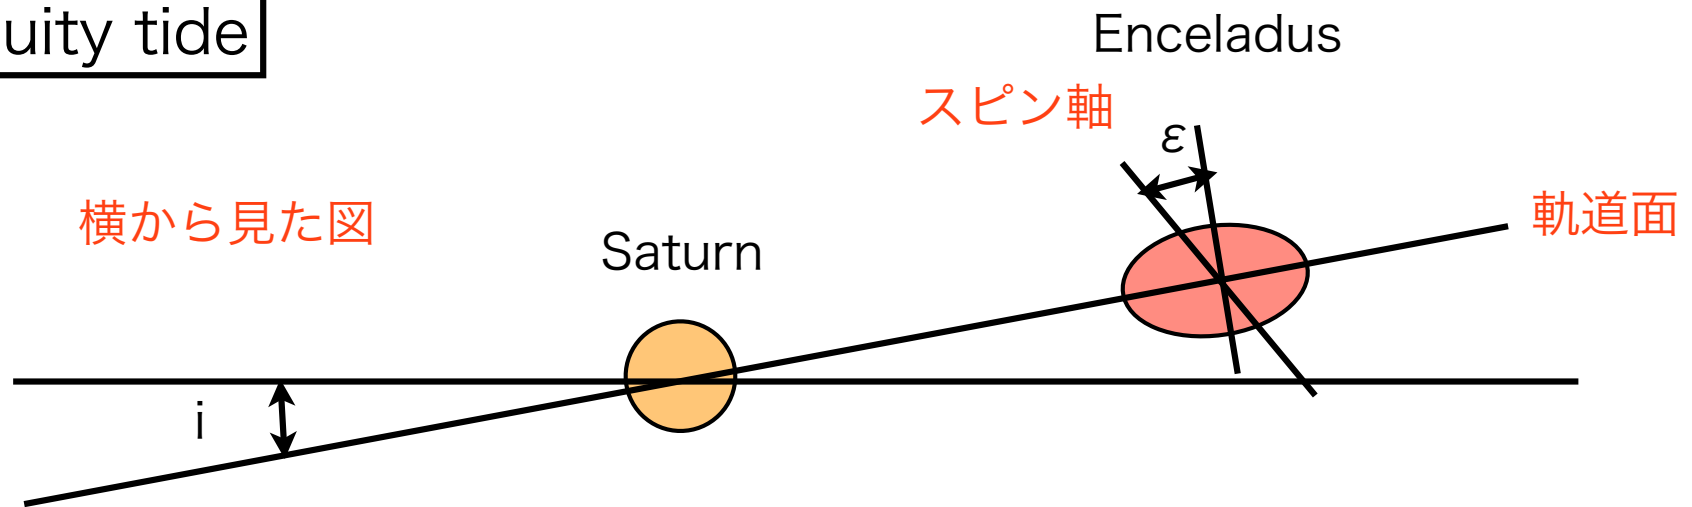 uity tide
Enceladus
スピン軸
ε
横から見た図
軌道面
Saturn
i